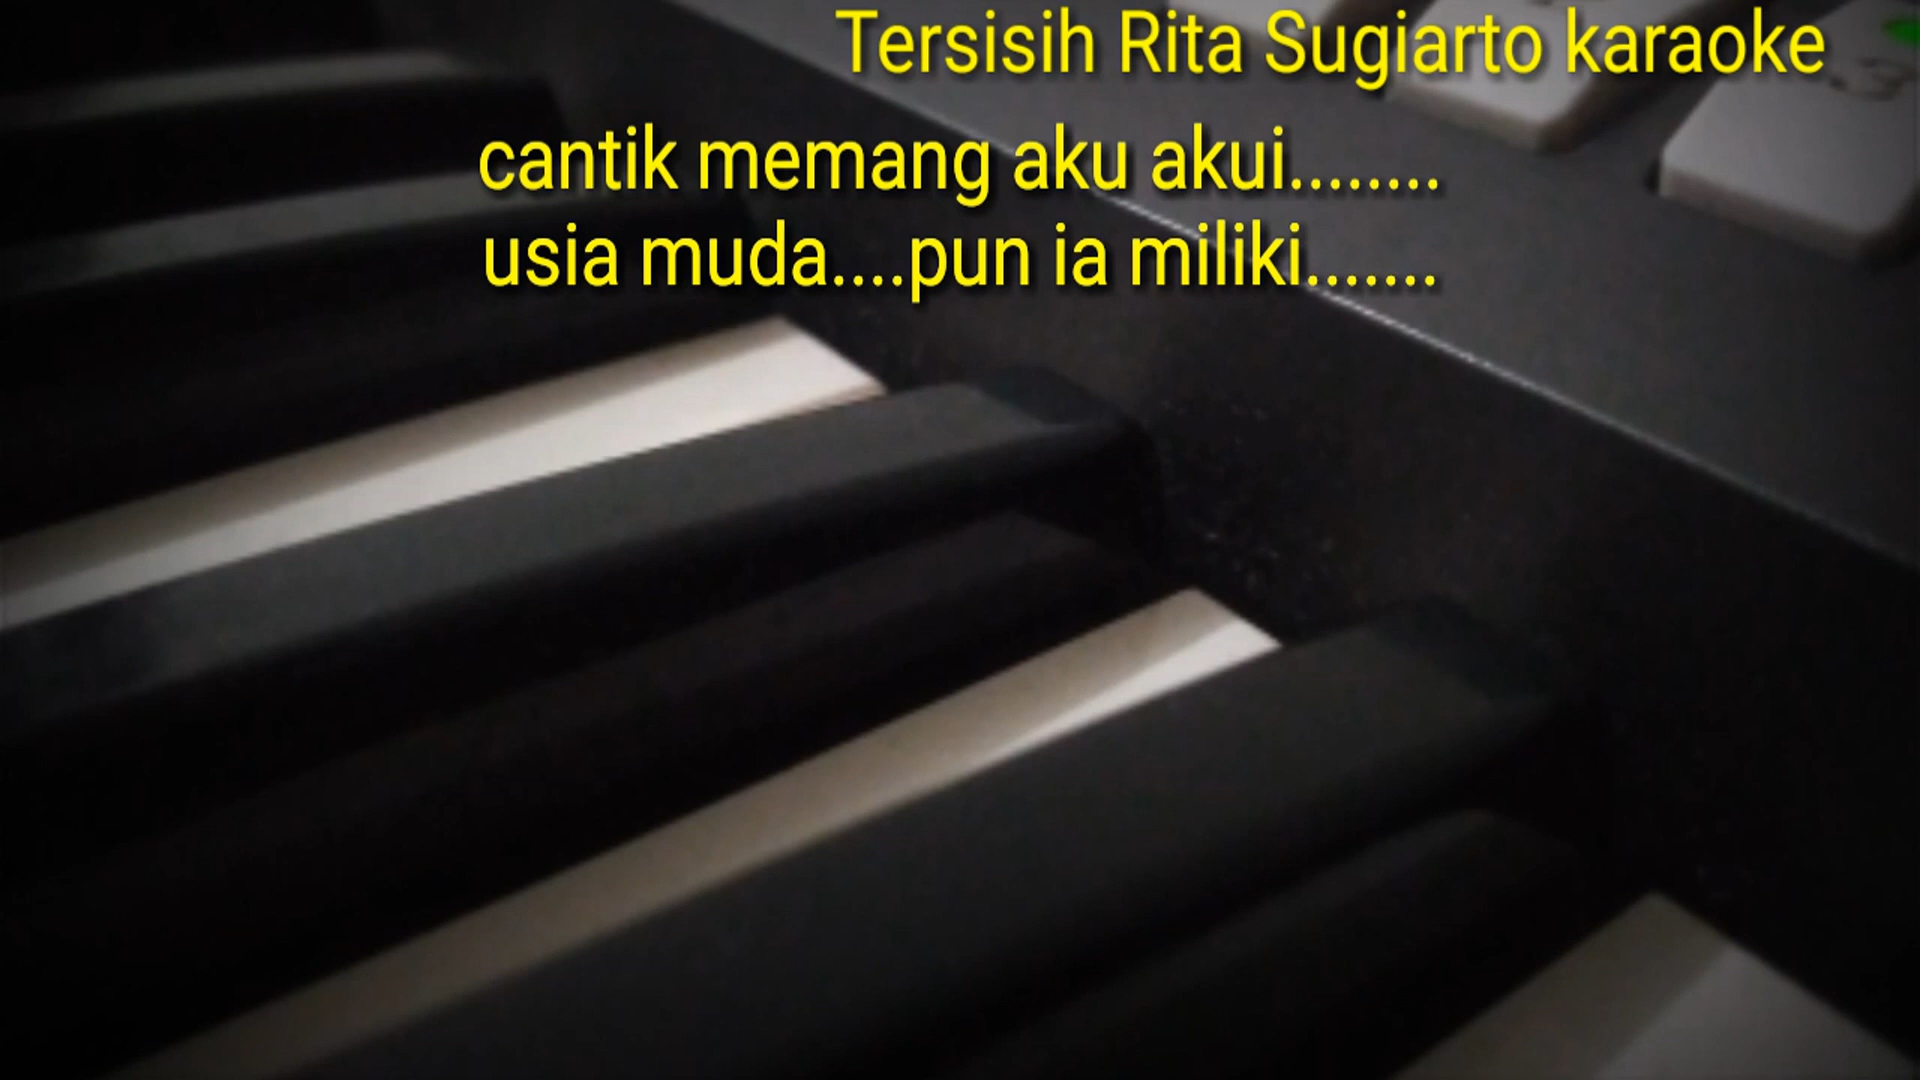 Tersisih Rita Sugiarto karaoke
cantik memang aku akui........
usia muda....pun ia miliki.......